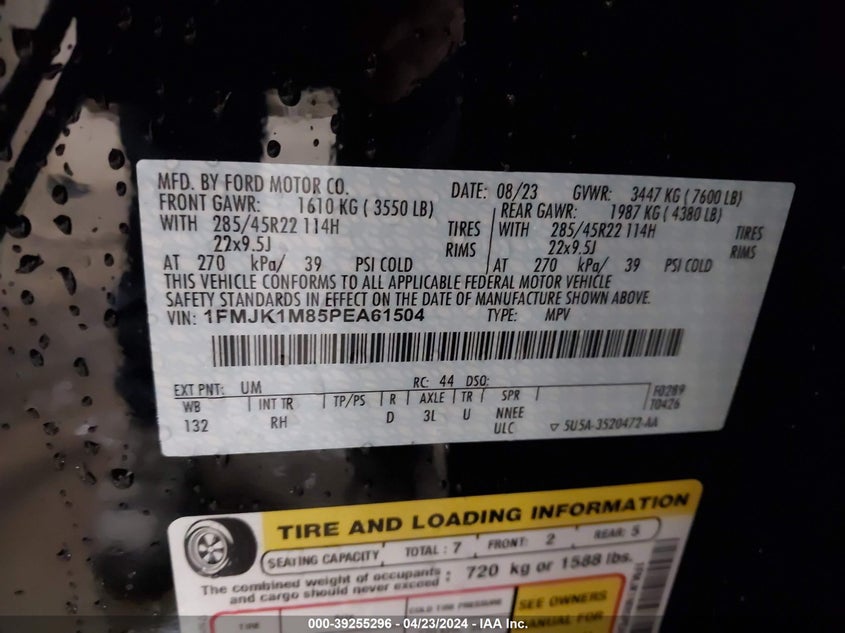 MFD. BY FORD MOTOR CO. DATE: 08/23 GVWR: 3447 KG ( 7600 LB)
FRONT GAWR: 1610 KG ( 3550 LB) REAR GAWR: 1987 KG ( 4380 LB)
WITH 285/45R22 114H TIRES WITH 285/45R22 114H TIRES
22x9.5J RIMS 22x9.5J RIMS
AT 270 kPa/ 39 PSI COLD AT 270 kPa/ 39 PSI COLD
THIS VEHICLE CONFORMS TO ALL APPLICABLE FEDERAL MOTOR VEHICLE
SAFETY STANDARDS IN EFFECT ON THE DATE OF MANUFACTURE SHOWN ABOVE.
VIN: 1FMJK1M85PEA61504 TYPE: MPV
EXT PNT: UM RC: 44 DSO:
WB INT TR TP/PS R AXLE TR SPR F0289
132 RH D 3L U NNEE T0426
ULC ▽ 5U5A-3520472-AA
TIRE AND LOADING INFORMATION
SEATING CAPACITY TOTAL : 7 FRONT: 2 REAR: 5
The combined weight of occupants : 720 kg or 1588 lbs.
and cargo should never exceed
TIRE COLD TIRE PRESSURE SEE OWNERS
MANUAL FOR
000-39255296 - 04/23/2024 - IAA Inc.